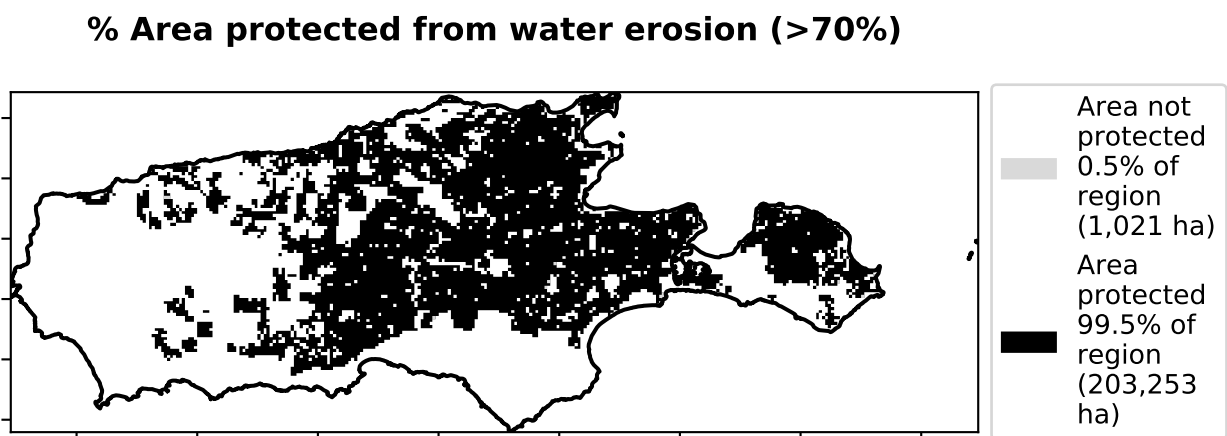 % Area protected from water erosion (>70%)
Area not
protected
0.5% of
region
(1,021 ha)
Area
protected
99.5% of
region
(203,253
ha)